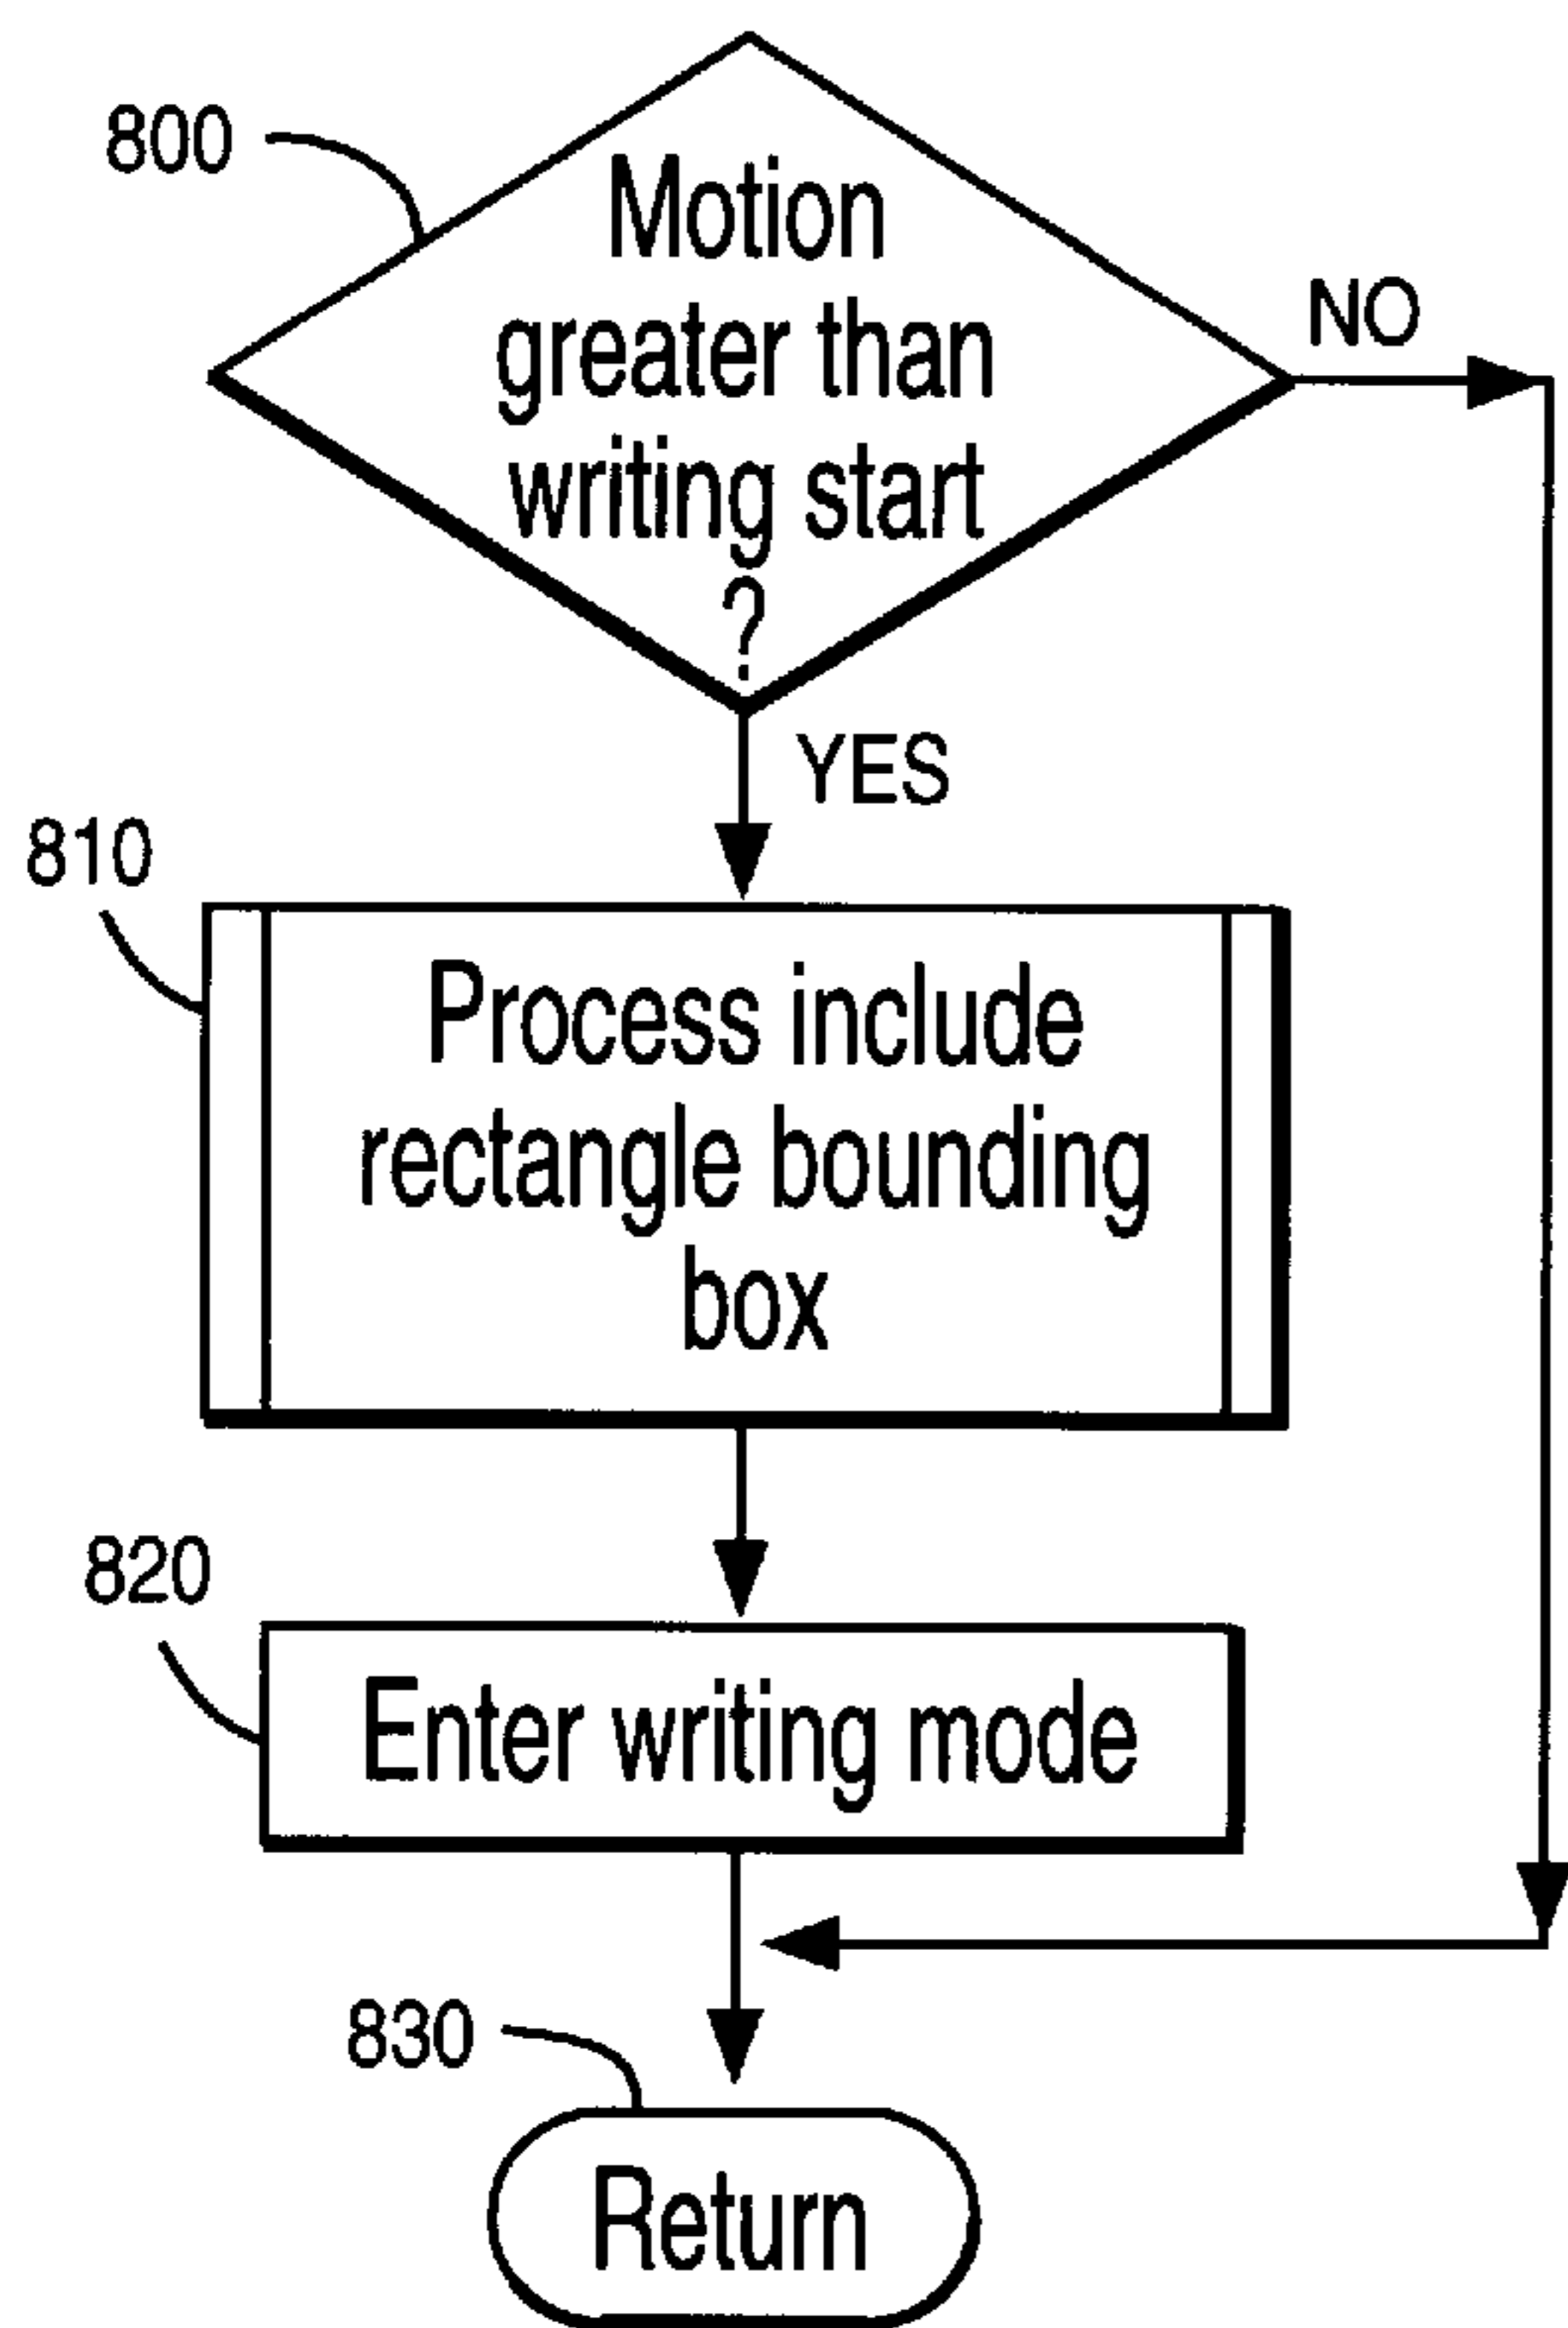 800
Motion
greater than
writing start
?
NO
YES
810
Process include
rectangle bounding
box
820
Enter writing mode
830
Return